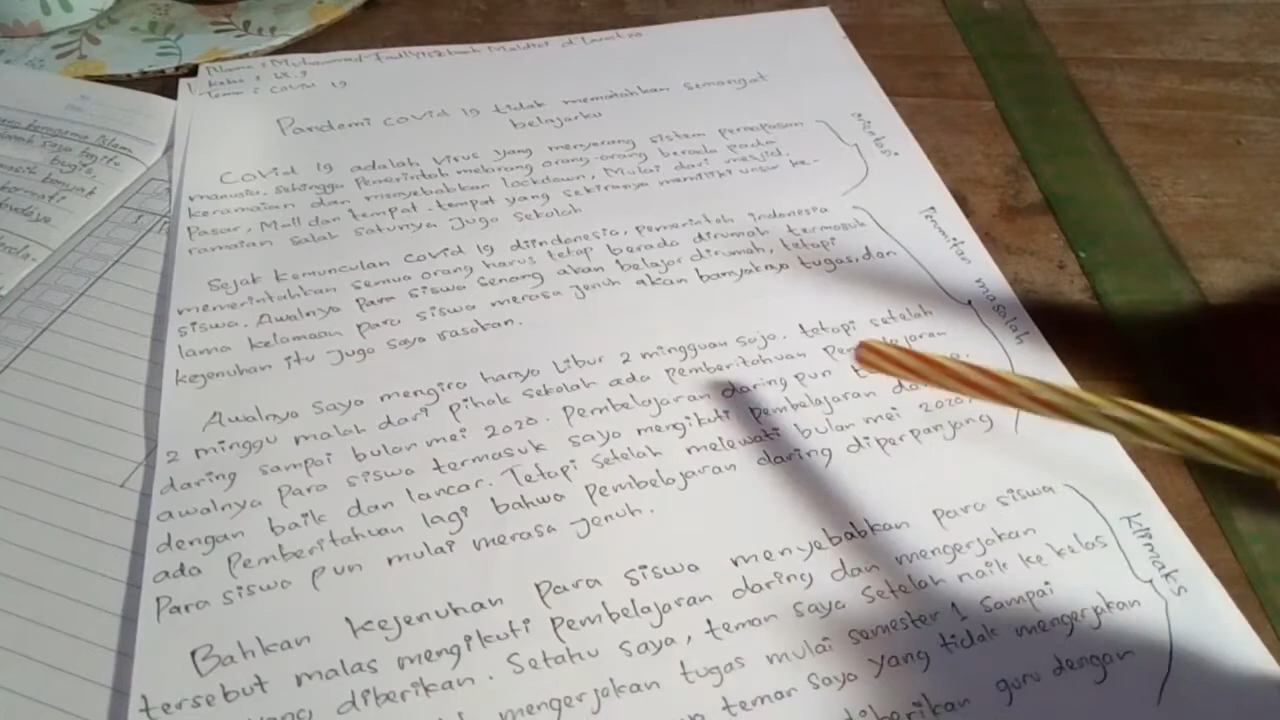 Nama : Muhammad
Kelas : IX.9
Tema : Covid 19
Pandemi covid 19 tidak mematahkan semangat
belajarku
Covid 19 adalah Virus yang menyerang sistem pernapasan
manusia, sehingga Pemerintah melarang orang-orang berada pada
keramaian dan menyebabkan lockdown, Mulai dari mesjid,
Pasar, Mall dan tempat-tempat yang sekiranya memiliki unsur ke-
ramaian salah satunya Juga sekolah
orientasi
Sejak kemunculan covid 19 diindonesia, pemerintah indonesia
memerintahkan semua orang harus tetap berada dirumah termasuk
siswa. Awalnya Para siswa senang akan belajar dirumah, tetapi
lama kelamaan para siswa merasa jenuh akan banyaknya tugas, dan
kejenuhan itu Juga saya rasakan.
Awalnya saya mengira hanya Libur 2 mingguan saja. tetapi setelah
2 minggu malah dari pihak sekolah ada pemberitahuan
daring sampai bulan mei 2020. Pembelajaran daring pun
awalnya Para siswa termasuk saya mengikuti pembelajaran
dengan baik dan lancar. Tetapi setelah melewati bulan mei 2020,
ada Pemberitahuan lagi bahwa Pembelajaran daring diperpanjang
Para siswa pun mulai merasa jenuh.
masalah
Bahkan kejenuhan Para siswa menyebabkan para siswa
tersebut malas mengikuti pembelajaran daring dan mengerjakan
diberikan. Setahu saya, teman saya setelah naik ke kelas
mengerjakan tugas mulai semester 1 sampai
teman saya yang tidak mengerjakan
diberikan guru dengan
Klimaks
bugis.